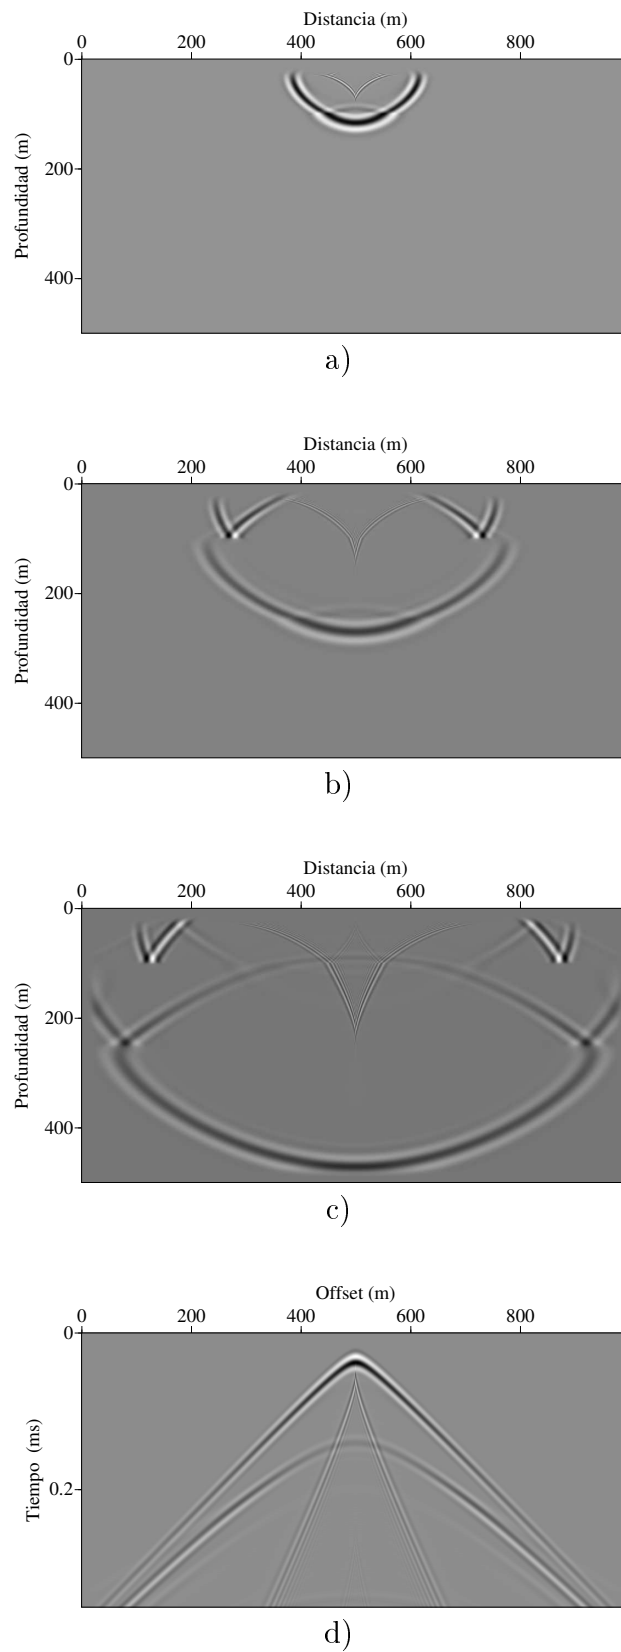 Distancia (m)
0 200 400 600 800
0
200
400
Profundidad (m)
a)
Distancia (m)
0 200 400 600 800
0
200
400
Profundidad (m)
b)
Distancia (m)
0 200 400 600 800
0
200
400
Profundidad (m)
c)
Offset (m)
0 200 400 600 800
0
0.2
Tiempo (ms)
d)